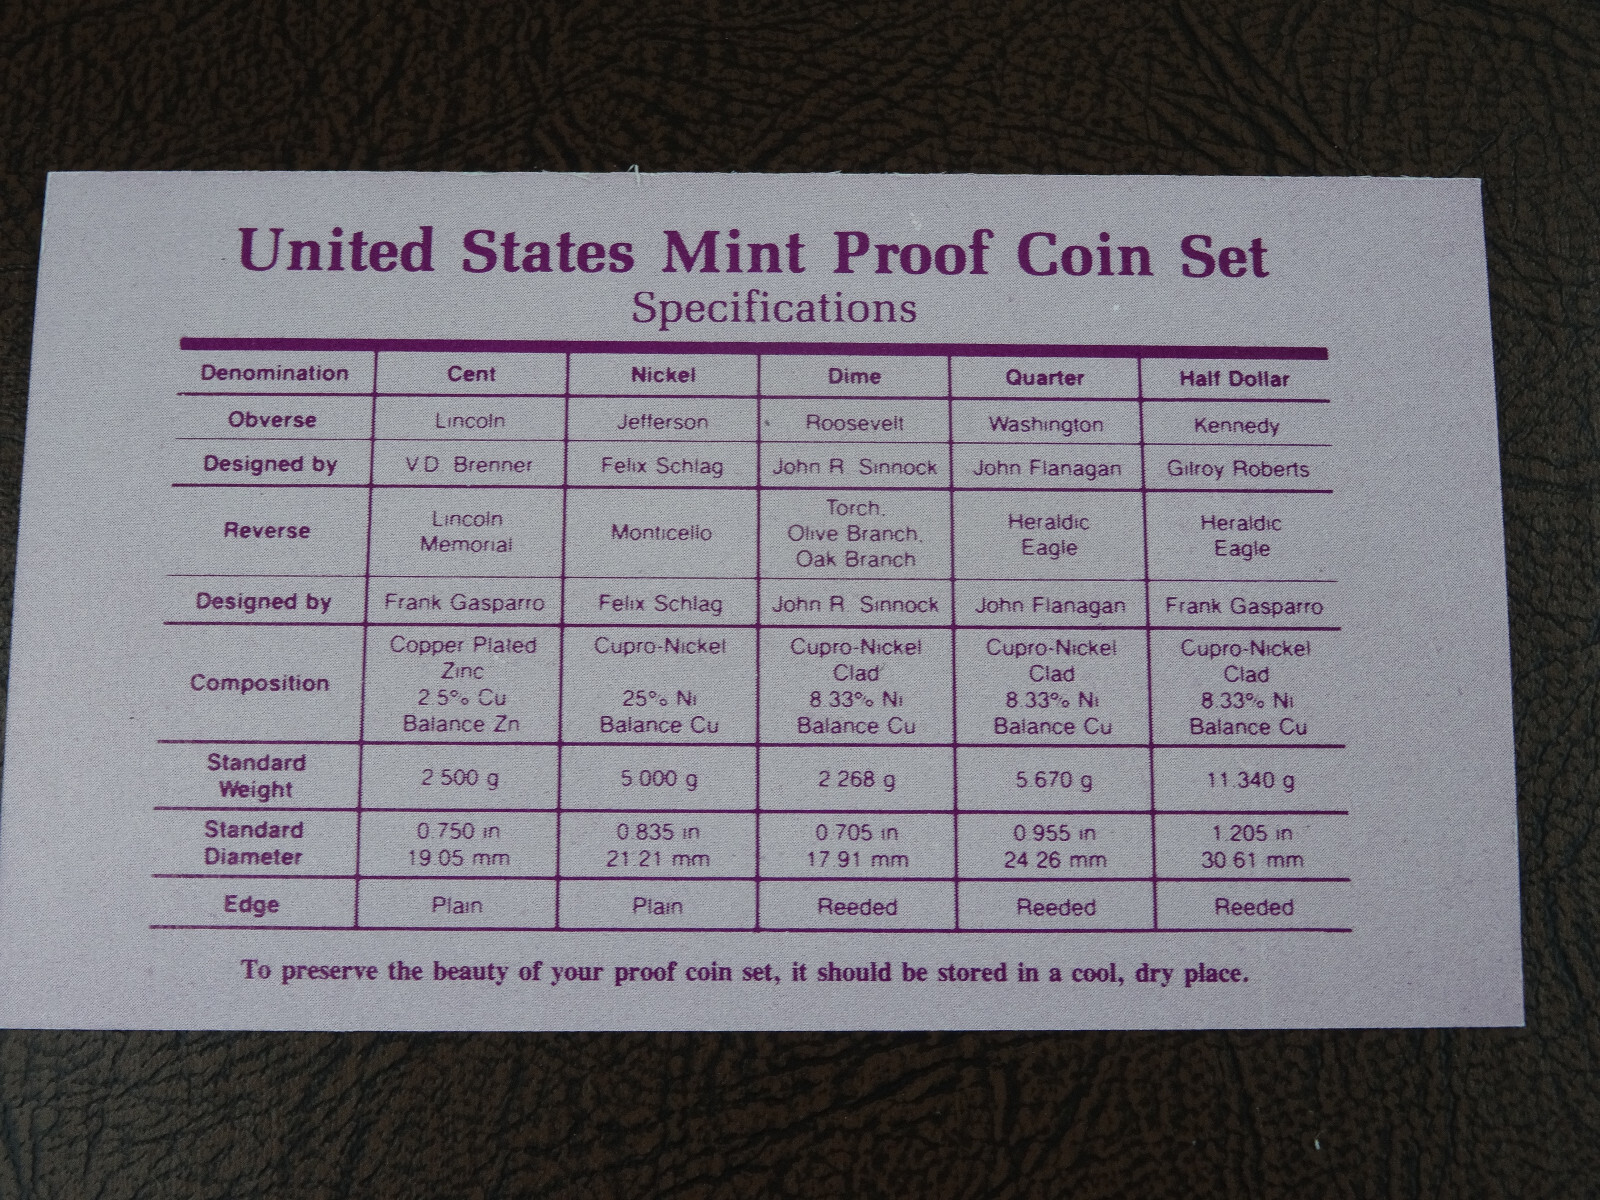 United States Mint Proof Coin Set
Specifications
Denomination Cent Nickel Dime Quarter Half Dollar
Obverse Lincoln Jefferson Roosevelt Washington Kennedy
Designed by V.D. Brenner Felix Schlag John R. Sinnock John Flanagan Gilroy Roberts
Reverse Lincoln Memorial Monticello Torch, Olive Branch, Oak Branch Heraldic Eagle Heraldic Eagle
Designed by Frank Gasparro Felix Schlag John R. Sinnock John Flanagan Frank Gasparro
Composition Copper Plated Zinc 2.5% Cu Balance Zn Cupro-Nickel 25% Ni Balance Cu Cupro-Nickel Clad 8.33% Ni Balance Cu Cupro-Nickel Clad 8.33% Ni Balance Cu Cupro-Nickel Clad 8.33% Ni Balance Cu
Standard Weight 2.500 g 5.000 g 2.268 g 5.670 g 11.340 g
Standard Diameter 0.750 in 19.05 mm 0.835 in 21.21 mm 0.705 in 17.91 mm 0.955 in 24.26 mm 1.205 in 30.61 mm
Edge Plain Plain Reeded Reeded Reeded
To preserve the beauty of your proof coin set, it should be stored in a cool, dry place.